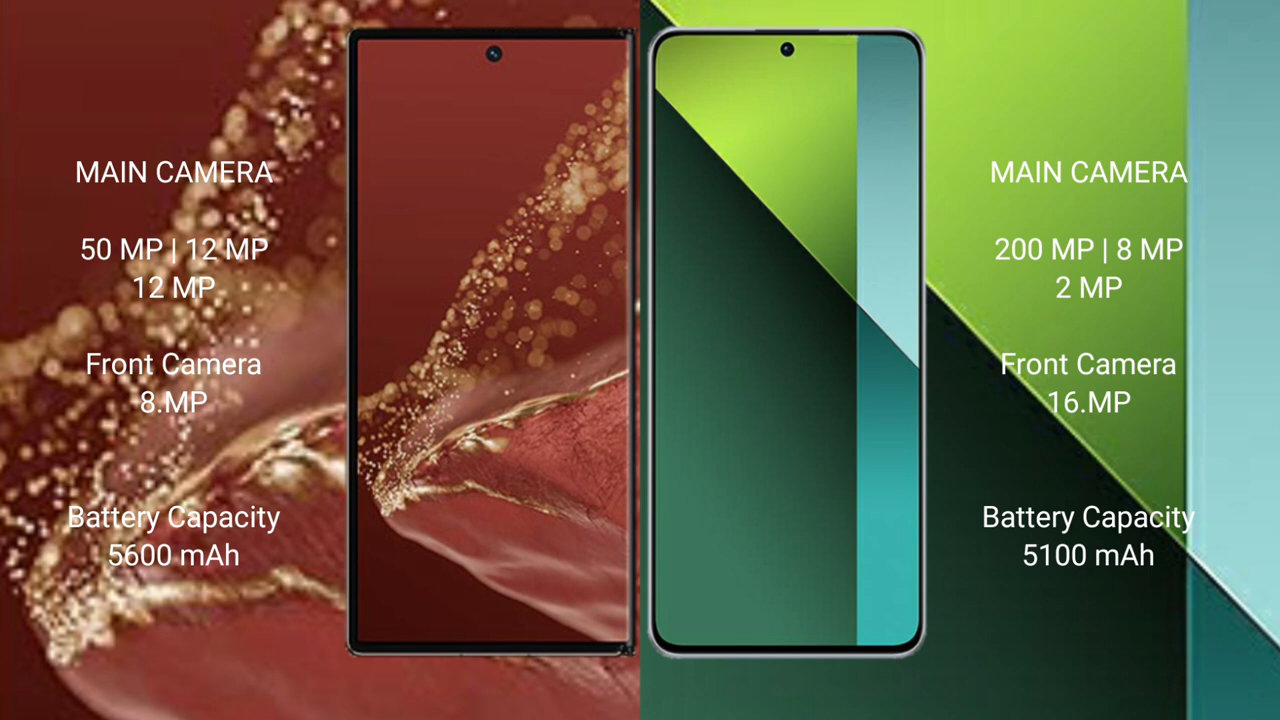 MAIN CAMERA
50 MP | 12 MP
12 MP
Front Camera
8.MP
Battery Capacity
5600 mAh
MAIN CAMERA
200 MP | 8 MP
2 MP
Front Camera
16.MP
Battery Capacity
5100 mAh